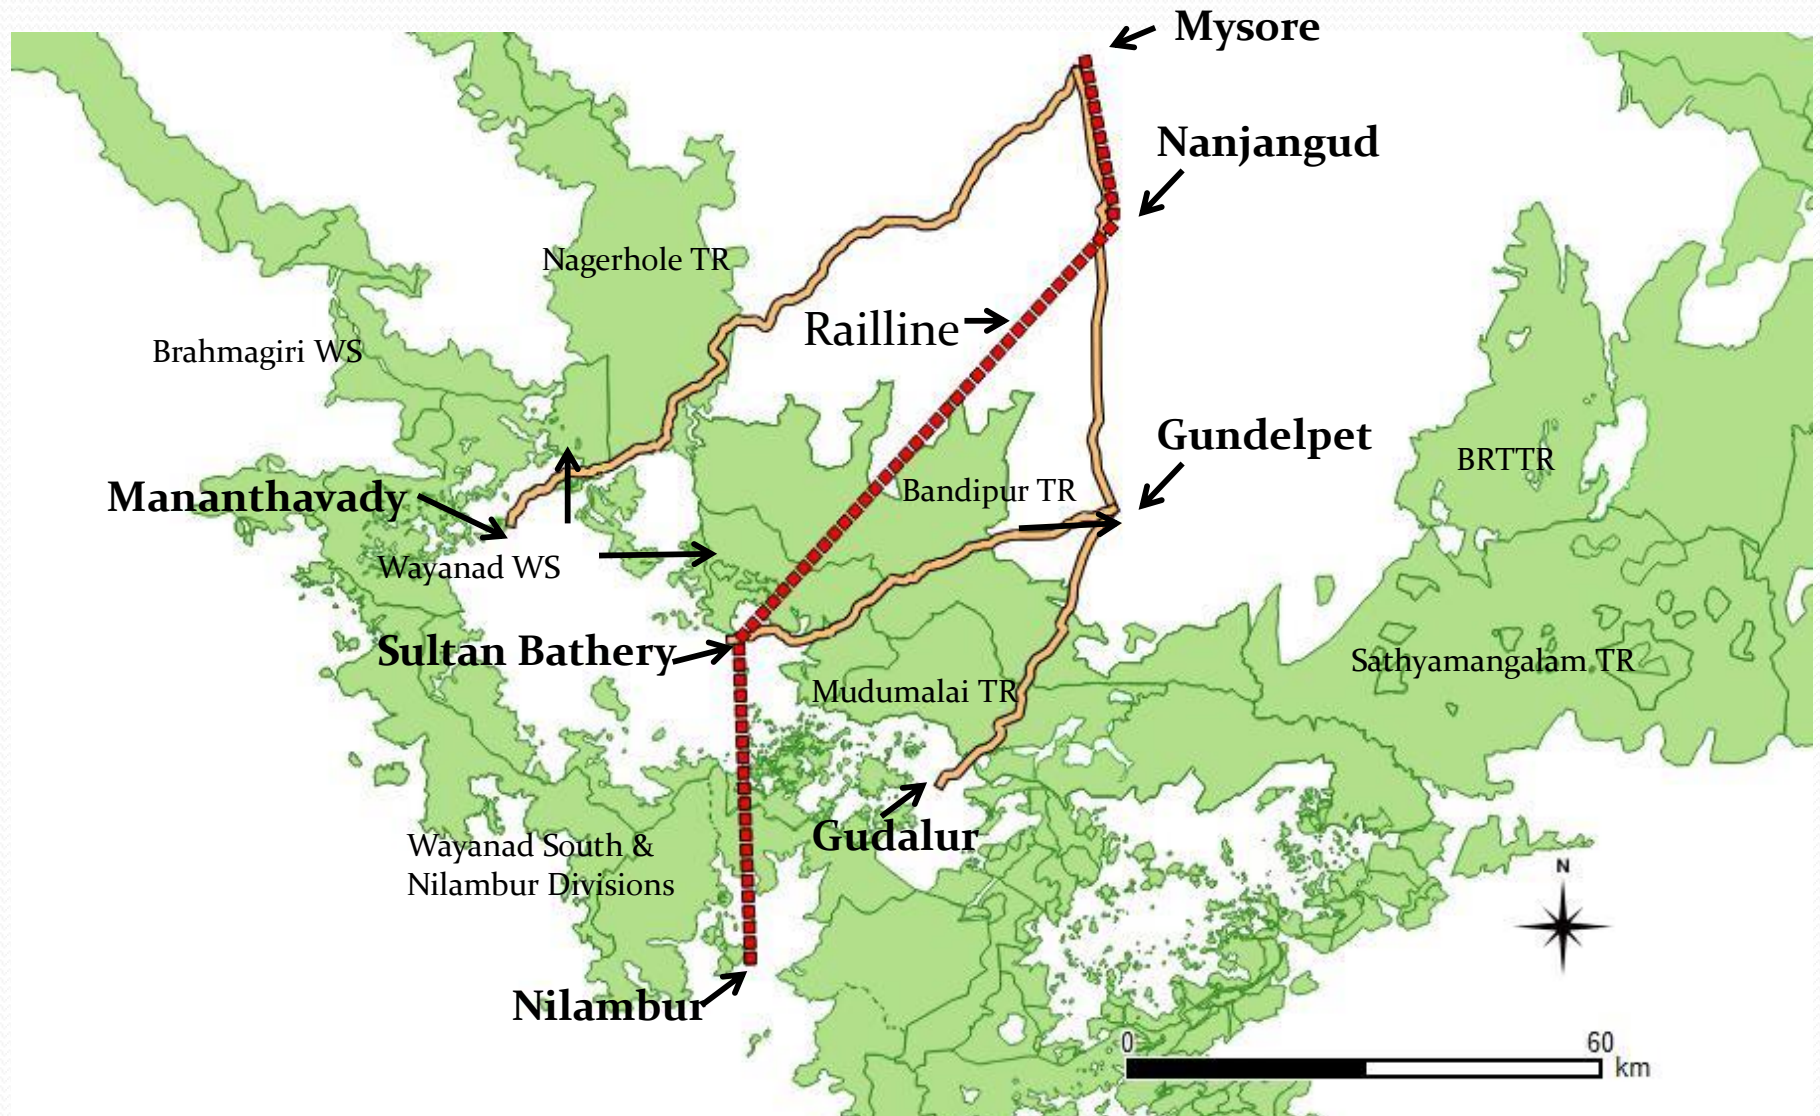 Mysore
Nanjangud
Nagerhole TR
Railline
Brahmagiri WS
Gundelpet
BRTTR
Mananthavady
Bandipur TR
Wayanad WS
Sultan Bathery
Sathyamangalam TR
Mudumalai TR
Gudalur
Wayanad South &
Nilambur Divisions
N
Nilambur
0 60
km